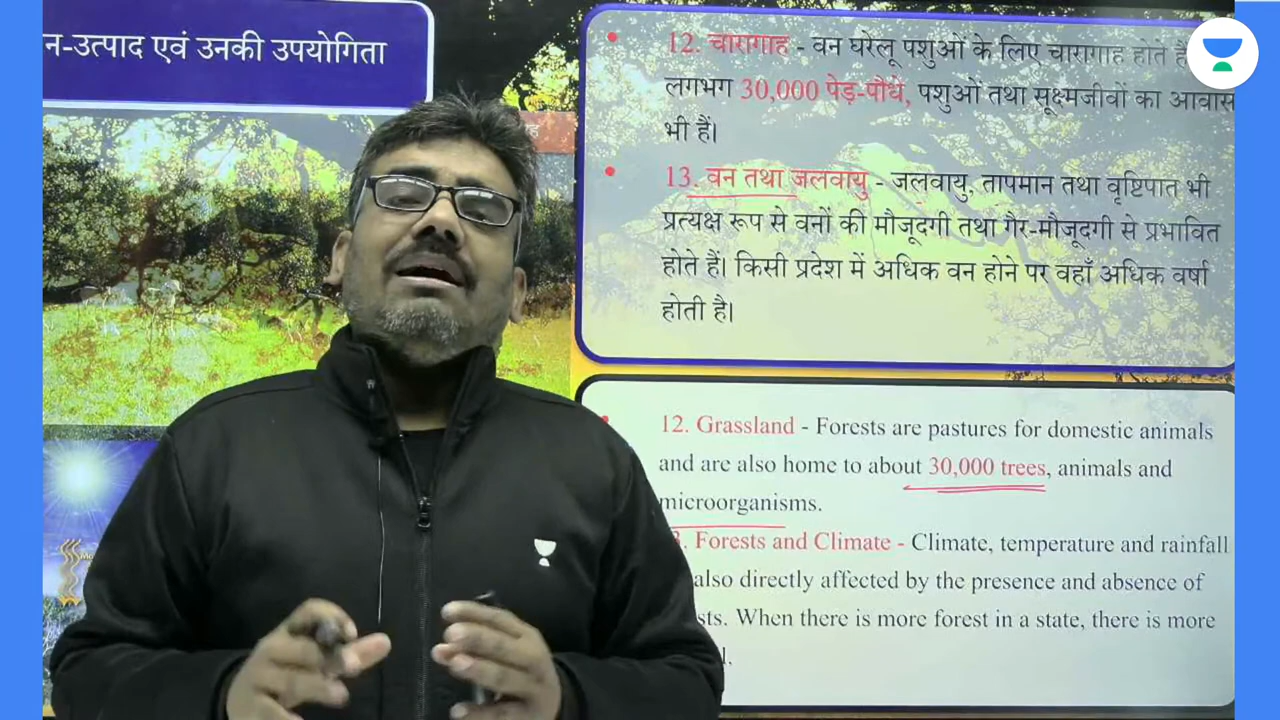 न-उत्पाद एवं उनकी उपयोगिता
12. चारागाह - वन घरेलू पशुओं के लिए चारागाह होते
लगभग 30,000 पेड़-पौधे, पशुओं तथा सूक्ष्मजीवों का आवास
भी हैं।
13. वन तथा जलवायु - जलवायु, तापमान तथा वृष्टिपात भी
प्रत्यक्ष रूप से वनों की मौजूदगी तथा गैर-मौजूदगी से प्रभावित
होते हैं। किसी प्रदेश में अधिक वन होने पर वहाँ अधिक वर्षा
होती है।
12. Grassland - Forests are pastures for domestic animals
and are also home to about 30,000 trees, animals and
microorganisms.
3. Forests and Climate - Climate, temperature and rainfall
also directly affected by the presence and absence of
sts. When there is more forest in a state, there is more
l.